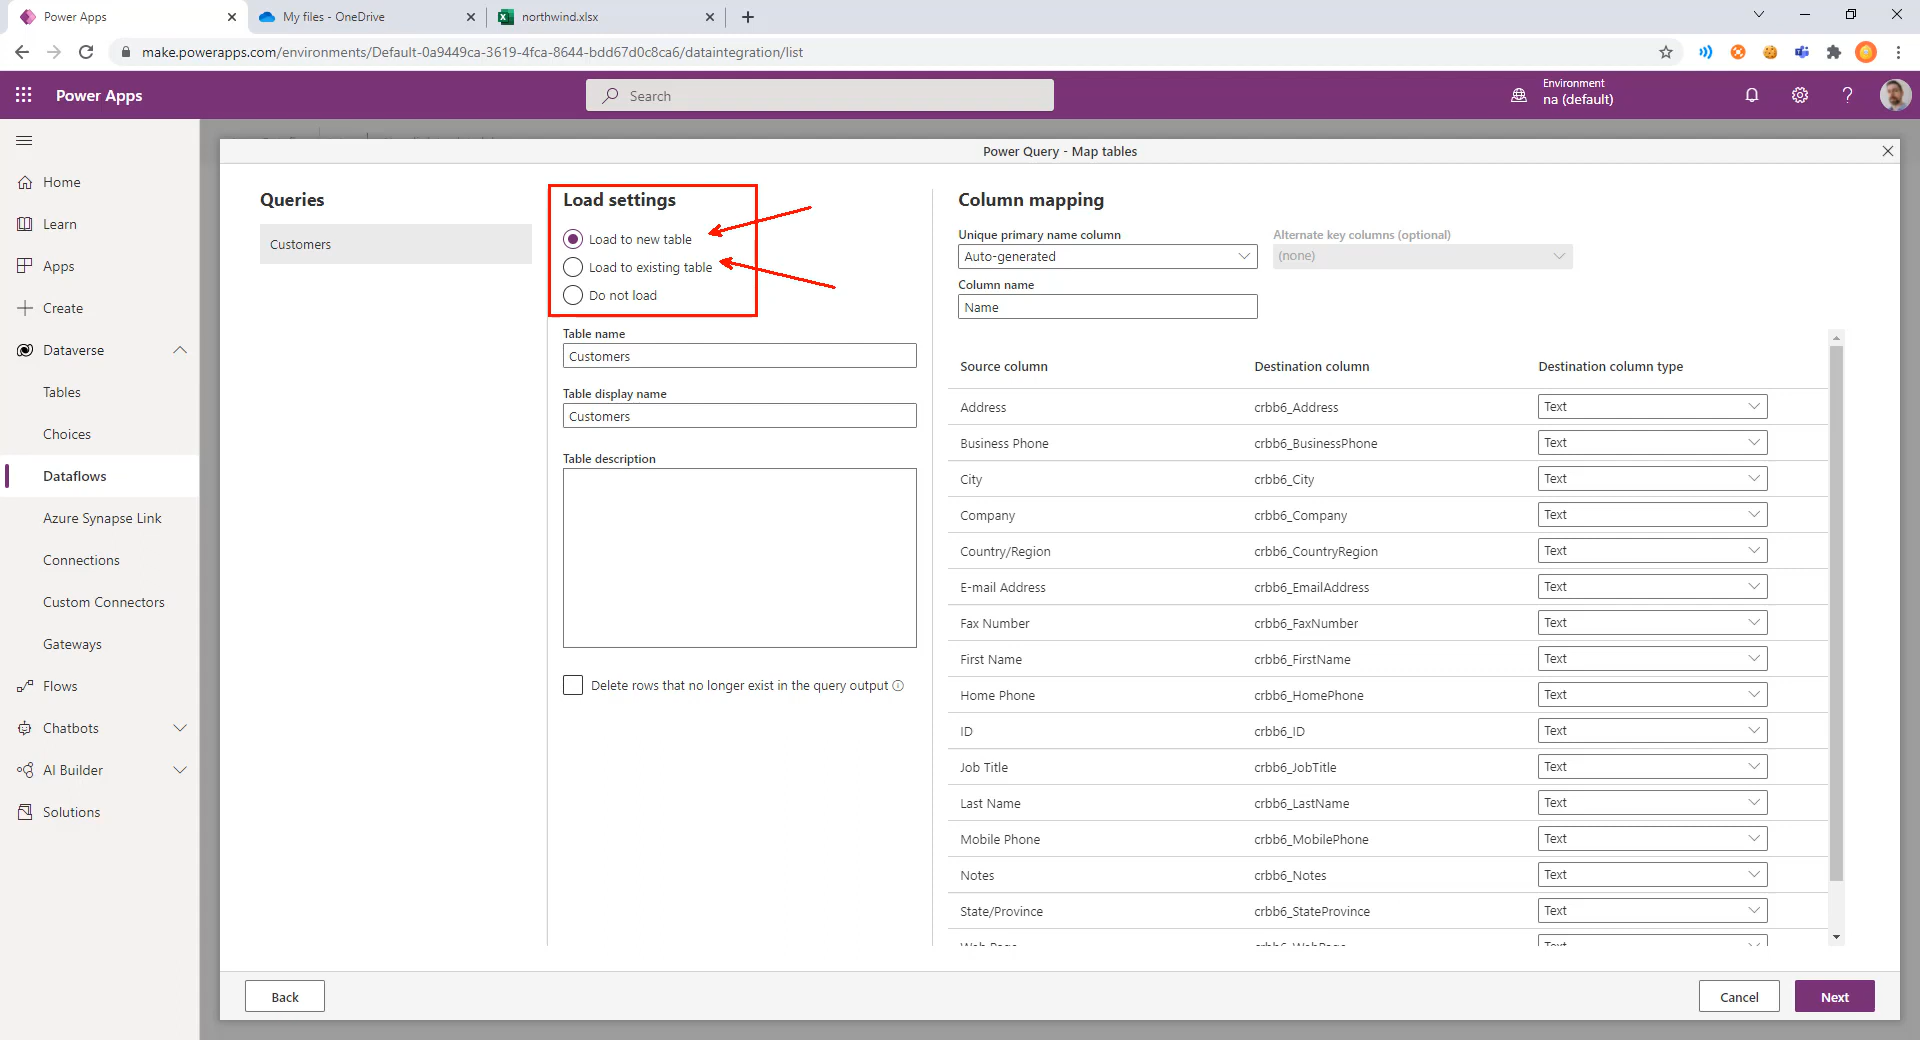 Power Apps
My files - OneDrive
northwind.xlsx
make.powerapps.com/environments/Default-0a9449ca-3619-4fca-8644-bdd67d0c8ca6/dataintegration/list
Power Apps
Search
Environment
na (default)
Home
Learn
Apps
Create
Dataverse
Tables
Choices
Dataflows
Azure Synapse Link
Connections
Custom Connectors
Gateways
Flows
Chatbots
AI Builder
Solutions
Power Query - Map tables
Queries
Customers
Load settings
Load to new table
Load to existing table
Do not load
Table name
Customers
Table display name
Customers
Table description
Delete rows that no longer exist in the query output
Column mapping
Unique primary name column
Auto-generated
Alternate key columns (optional)
(none)
Column name
Name
Source column Destination column Destination column type
Address crbb6_Address Text
Business Phone crbb6_BusinessPhone Text
City crbb6_City Text
Company crbb6_Company Text
Country/Region crbb6_CountryRegion Text
E-mail Address crbb6_EmailAddress Text
Fax Number crbb6_FaxNumber Text
First Name crbb6_FirstName Text
Home Phone crbb6_HomePhone Text
ID crbb6_ID Text
Job Title crbb6_JobTitle Text
Last Name crbb6_LastName Text
Mobile Phone crbb6_MobilePhone Text
Notes crbb6_Notes Text
State/Province crbb6_StateProvince Text
Web Page crbb6_WebPage Text
Back
Cancel
Next